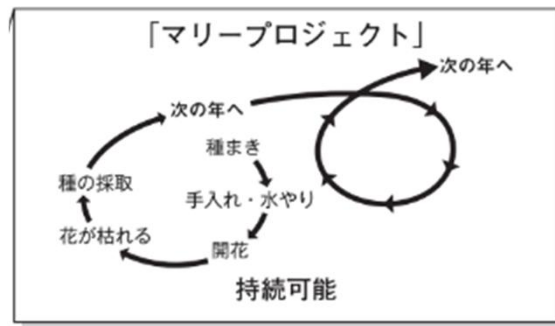 「マリープロジェクト」
次の年へ
次の年へ
種まき
手入れ・水やり
開花
花が枯れる
種の採取
持続可能